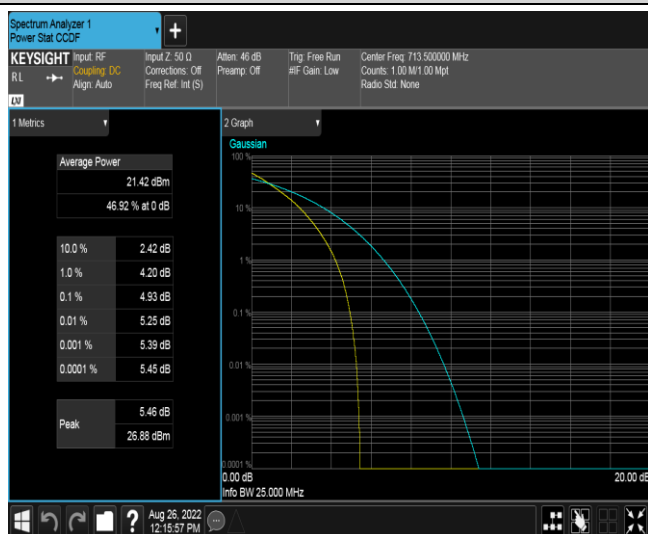 Spectrum Analyzer 1
Power Stat CCDF
KEYSIGHT
RL
LXI
Input: RF
Coupling: DC
Align: Auto
Input Z: 50 Ω
Corrections: Off
Freq Ref: Int (S)
Atten: 46 dB
Preamp: Off
Trig: Free Run
#IF Gain: Low
Center Freq: 713.500000 MHz
Counts: 1.00 M/1.00 Mpt
Radio Std: None
1 Metrics
Average Power
21.42 dBm
46.92 % at 0 dB
10.0 % 2.42 dB
1.0 % 4.20 dB
0.1 % 4.93 dB
0.01 % 5.25 dB
0.001 % 5.39 dB
0.0001 % 5.45 dB
Peak
5.46 dB
26.88 dBm
2 Graph
Gaussian
100 %
10 %
1 %
0.1 %
0.01 %
0.001 %
0.0001 %
0.00 dB
20.00 dB
Info BW 25.000 MHz
?
Aug 26, 2022
12:15:57 PM